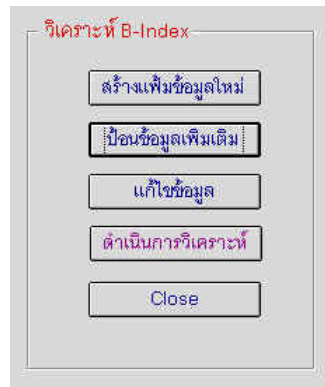 วิเคราะห์ B-Index
สร้างแฟ้มข้อมูลใหม่
ป้อนข้อมูลเพิ่มเติม
แก้ไขข้อมูล
ดำเนินการวิเคราะห์
Close